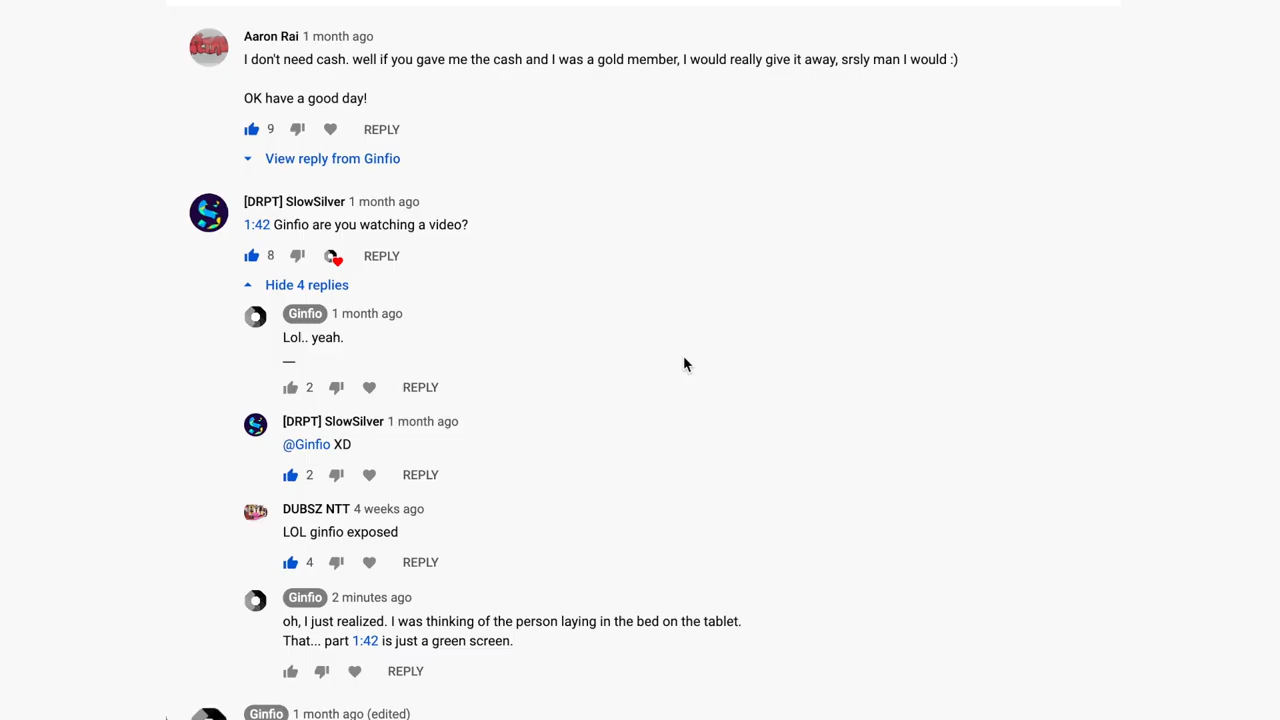 Aaron Rai 1 month ago
I don't need cash. well if you gave me the cash and I was a gold member, I would really give it away, srsly man I would :)
OK have a good day!
9 REPLY
View reply from Ginfio
[DRPT] SlowSilver 1 month ago
1:42 Ginfio are you watching a video?
8 REPLY
Hide 4 replies
Ginfio 1 month ago
Lol.. yeah.
—
2 REPLY
[DRPT] SlowSilver 1 month ago
@Ginfio XD
2 REPLY
DUBSZ NTT 4 weeks ago
LOL ginfio exposed
4 REPLY
Ginfio 2 minutes ago
oh, I just realized. I was thinking of the person laying in the bed on the tablet.
That... part 1:42 is just a green screen.
REPLY
Ginfio 1 month ago (edited)